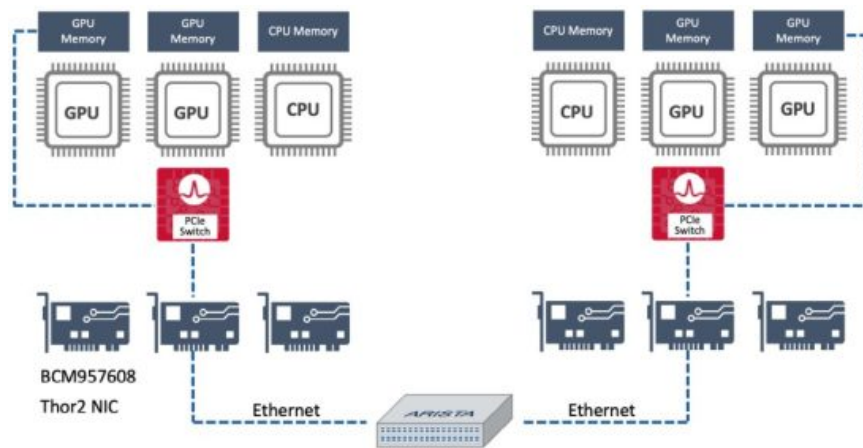 GPU
Memory
GPU
Memory
CPU Memory
CPU Memory
GPU
Memory
GPU
Memory
GPU
GPU
CPU
CPU
GPU
GPU
PCIe
Switch
PCIe
Switch
BCM957608
Thor2 NIC
Ethernet
ARISTA
Ethernet